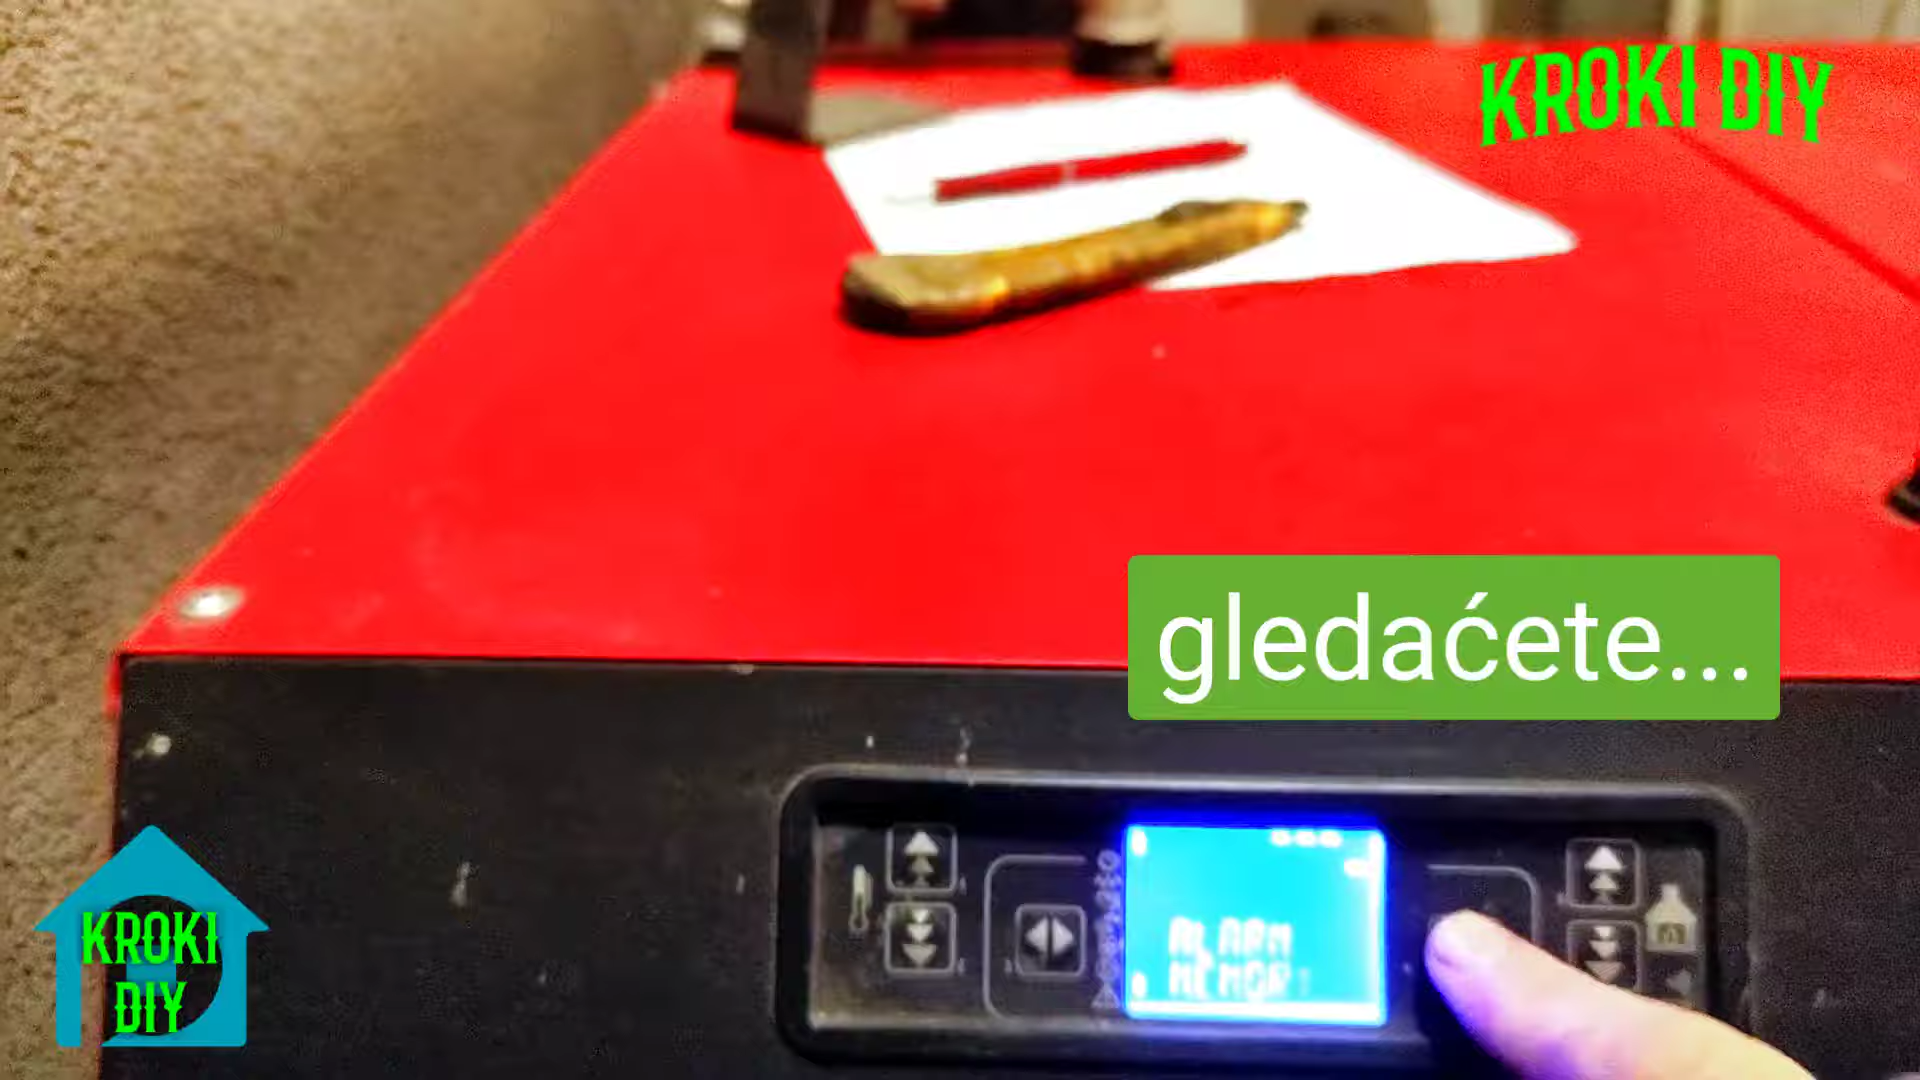 KROKI DIY
gledaćete...
ALARM
MEMORY
KROKI
DIY